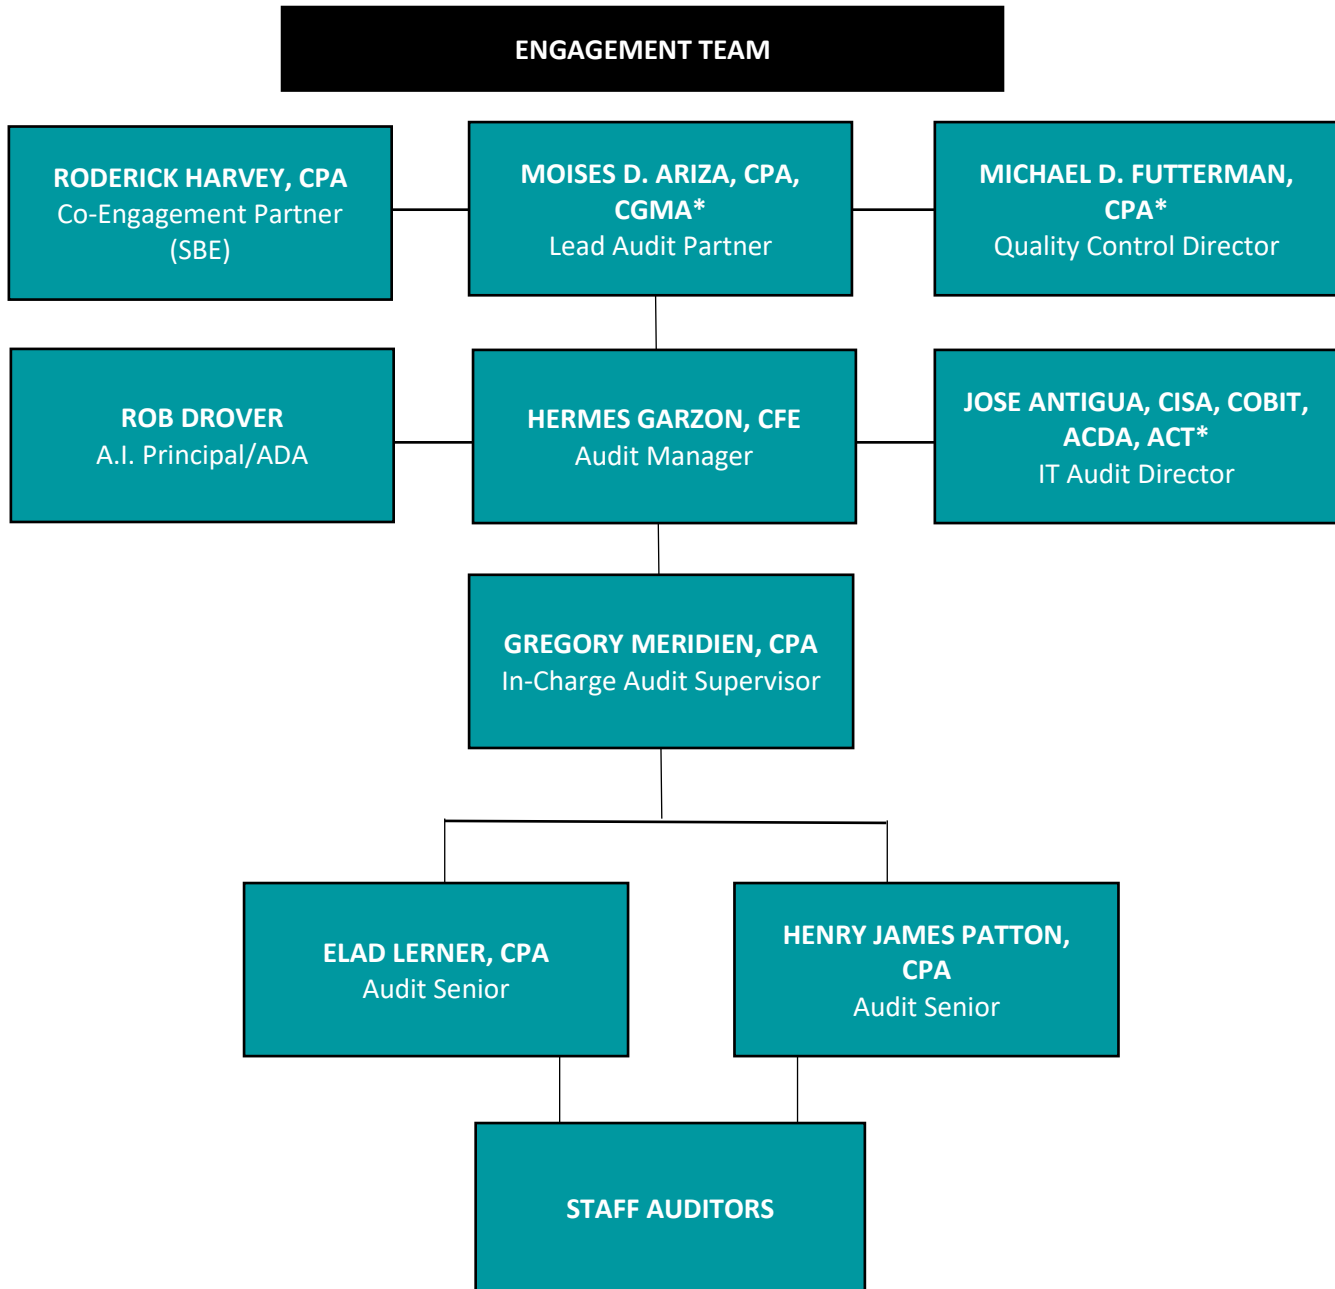 ENGAGEMENT TEAM
RODERICK HARVEY, CPA
Co-Engagement Partner
(SBE)
MOISES D. ARIZA, CPA,
CGMA*
Lead Audit Partner
MICHAEL D. FUTTERMAN,
CPA*
Quality Control Director
ROB DROVER
A.I. Principal/ADA
HERMES GARZON, CFE
Audit Manager
JOSE ANTIGUA, CISA, COBIT,
ACDA, ACT*
IT Audit Director
GREGORY MERIDIEN, CPA
In-Charge Audit Supervisor
ELAD LERNER, CPA
Audit Senior
HENRY JAMES PATTON,
CPA
Audit Senior
STAFF AUDITORS